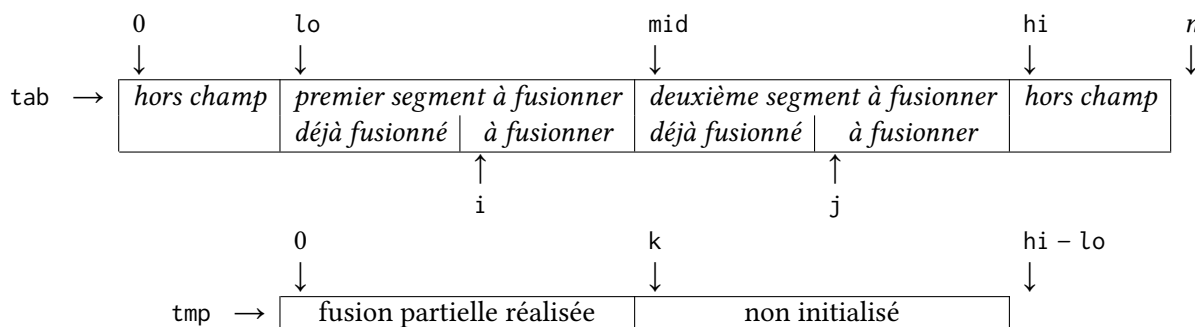 0 lo mid hi n
tab → hors champ premier segment à fusionner deuxième segment à fusionner hors champ
déjà fusionné à fusionner déjà fusionné à fusionner
i j
0 k hi − lo
tmp → fusion partielle réalisée non initialisé